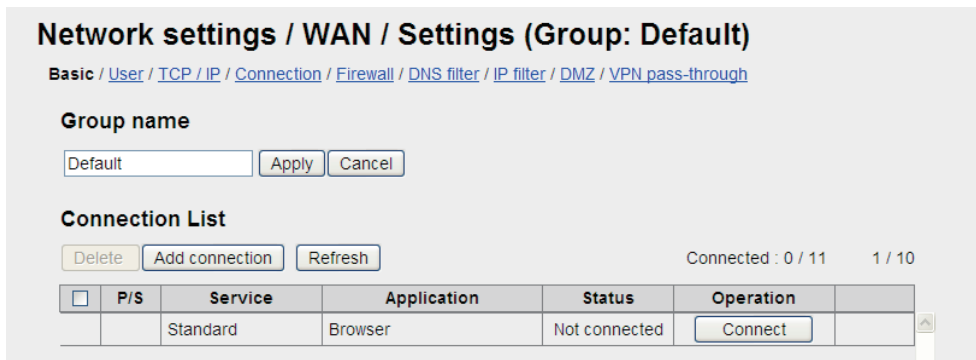 Network settings / WAN / Settings (Group: Default)
Basic / User / TCP / IP / Connection / Firewall / DNS filter / IP filter / DMZ / VPN pass-through
Group name
Default Apply Cancel
Connection List
Delete Add connection Refresh Connected : 0 / 11 1 / 10
P/S Service Application Status Operation
Standard Browser Not connected Connect